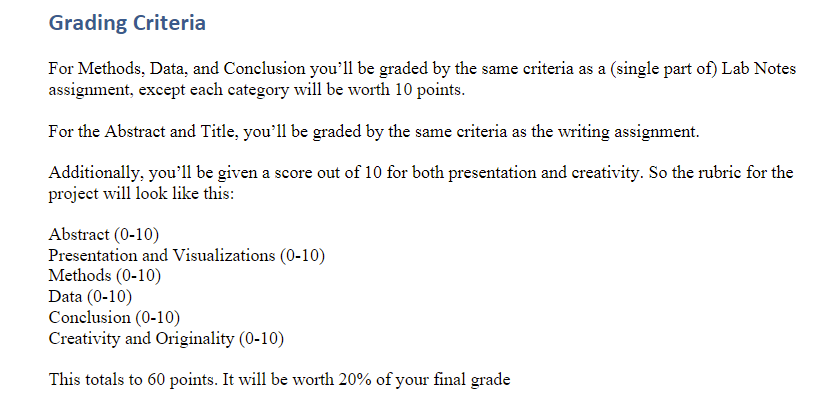 Grading Criteria
For Methods, Data, and Conclusion you'll be graded by the same criteria as a (single part of) Lab Notes
assignment, except each category will be worth 10 points.
For the Abstract and Title, you'll be graded by the same criteria as the writing assignment.
Additionally, you'll be given a score out of 10 for both presentation and creativity. So the rubric for the
project will look like this:
Abstract (0-10)
Presentation and Visualizations (0-10)
Methods (0-10)
Data (0-10)
Conclusion (0-10)
Creativity and Originality (0-10)
This totals to 60 points. It will be worth 20% of your final grade